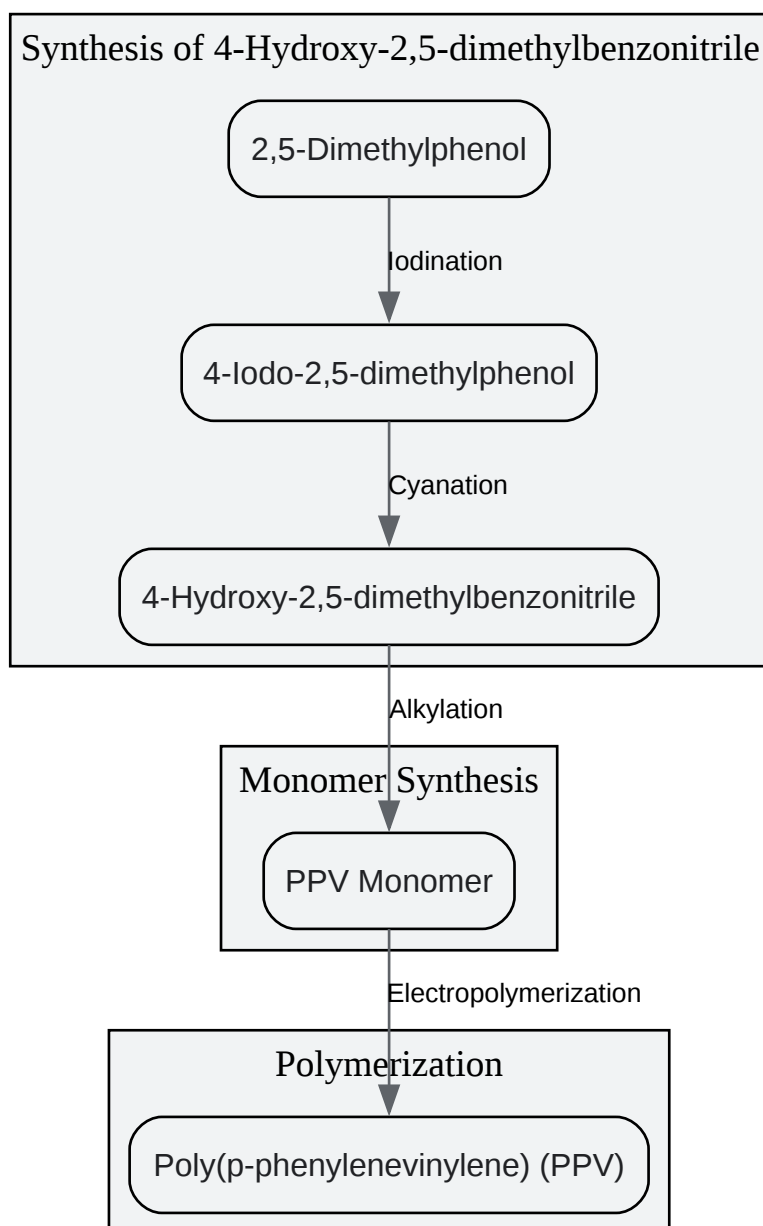 Synthesis of 4-Hydroxy-2,5-dimethylbenzonitrile
2,5-Dimethylphenol
Iodination
4-Iodo-2,5-dimethylphenol
Cyanation
4-Hydroxy-2,5-dimethylbenzonitrile
Alkylation
Monomer Synthesis
PPV Monomer
Electropolymerization
Polymerization
Poly(p-phenylenevinylene) (PPV)